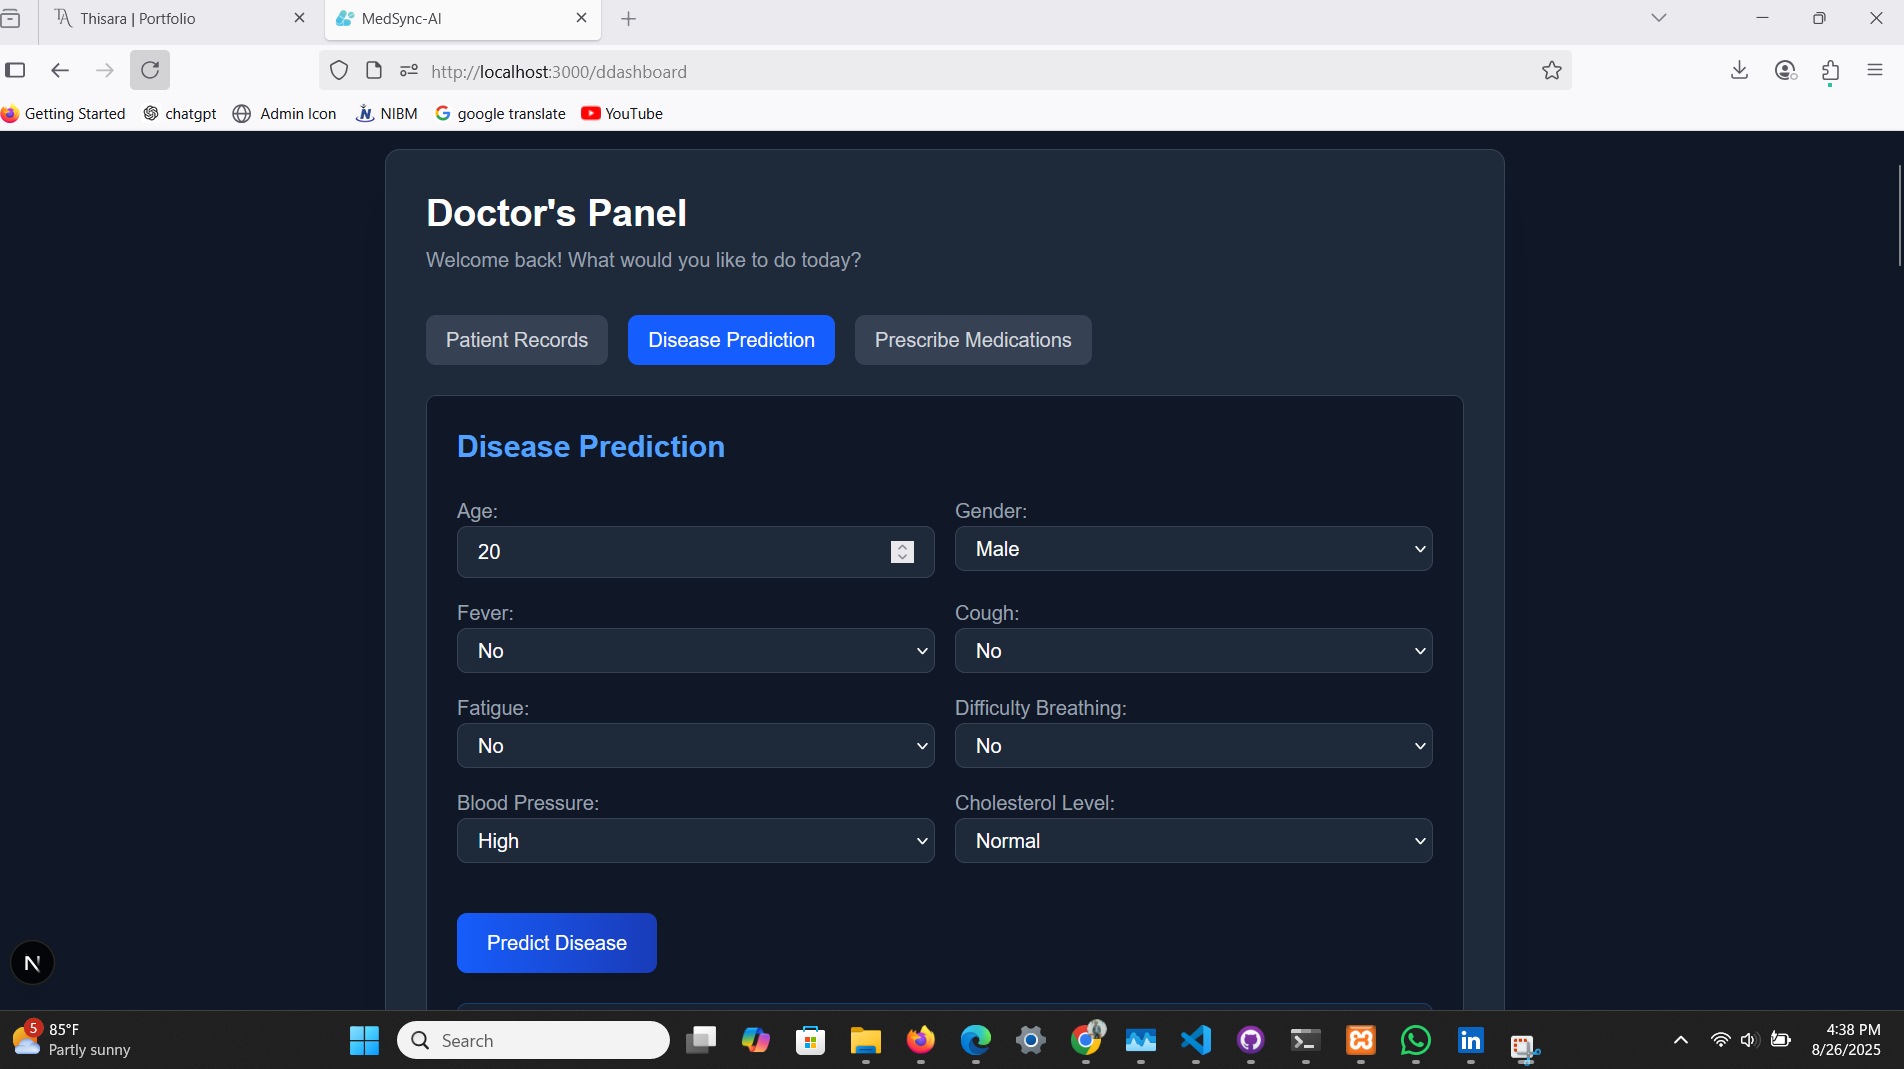 Thisara | Portfolio
MedSync-AI
http://localhost:3000/ddashboard
Getting Started
chatgpt
Admin Icon
NIBM
google translate
YouTube
Doctor's Panel
Welcome back! What would you like to do today?
Patient Records
Disease Prediction
Prescribe Medications
Disease Prediction
Age:
Gender:
20
Male
Fever:
Cough:
No
No
Fatigue:
Difficulty Breathing:
No
No
Blood Pressure:
Cholesterol Level:
High
Normal
Predict Disease
N
5
85°F
Partly sunny
Search
4:38 PM
8/26/2025